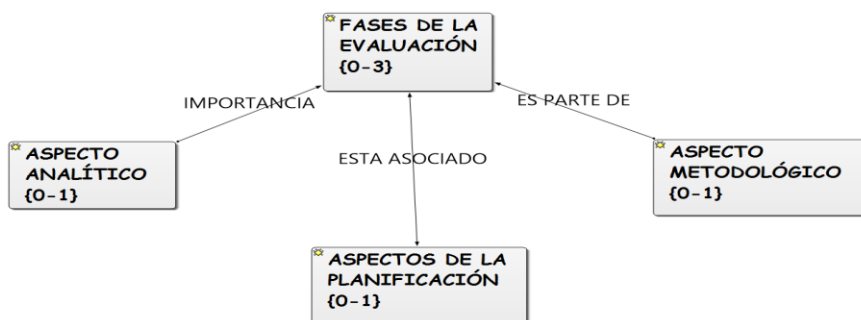 FASES DE LA
EVALUACIÓN
{0-3}
IMPORTANCIA
ES PARTE DE
ASPECTO
ANALÍTICO
{0-1}
ESTA ASOCIADO
ASPECTO
METODOLÓGICO
{0-1}
ASPECTOS DE LA
PLANIFICACIÓN
{0-1}